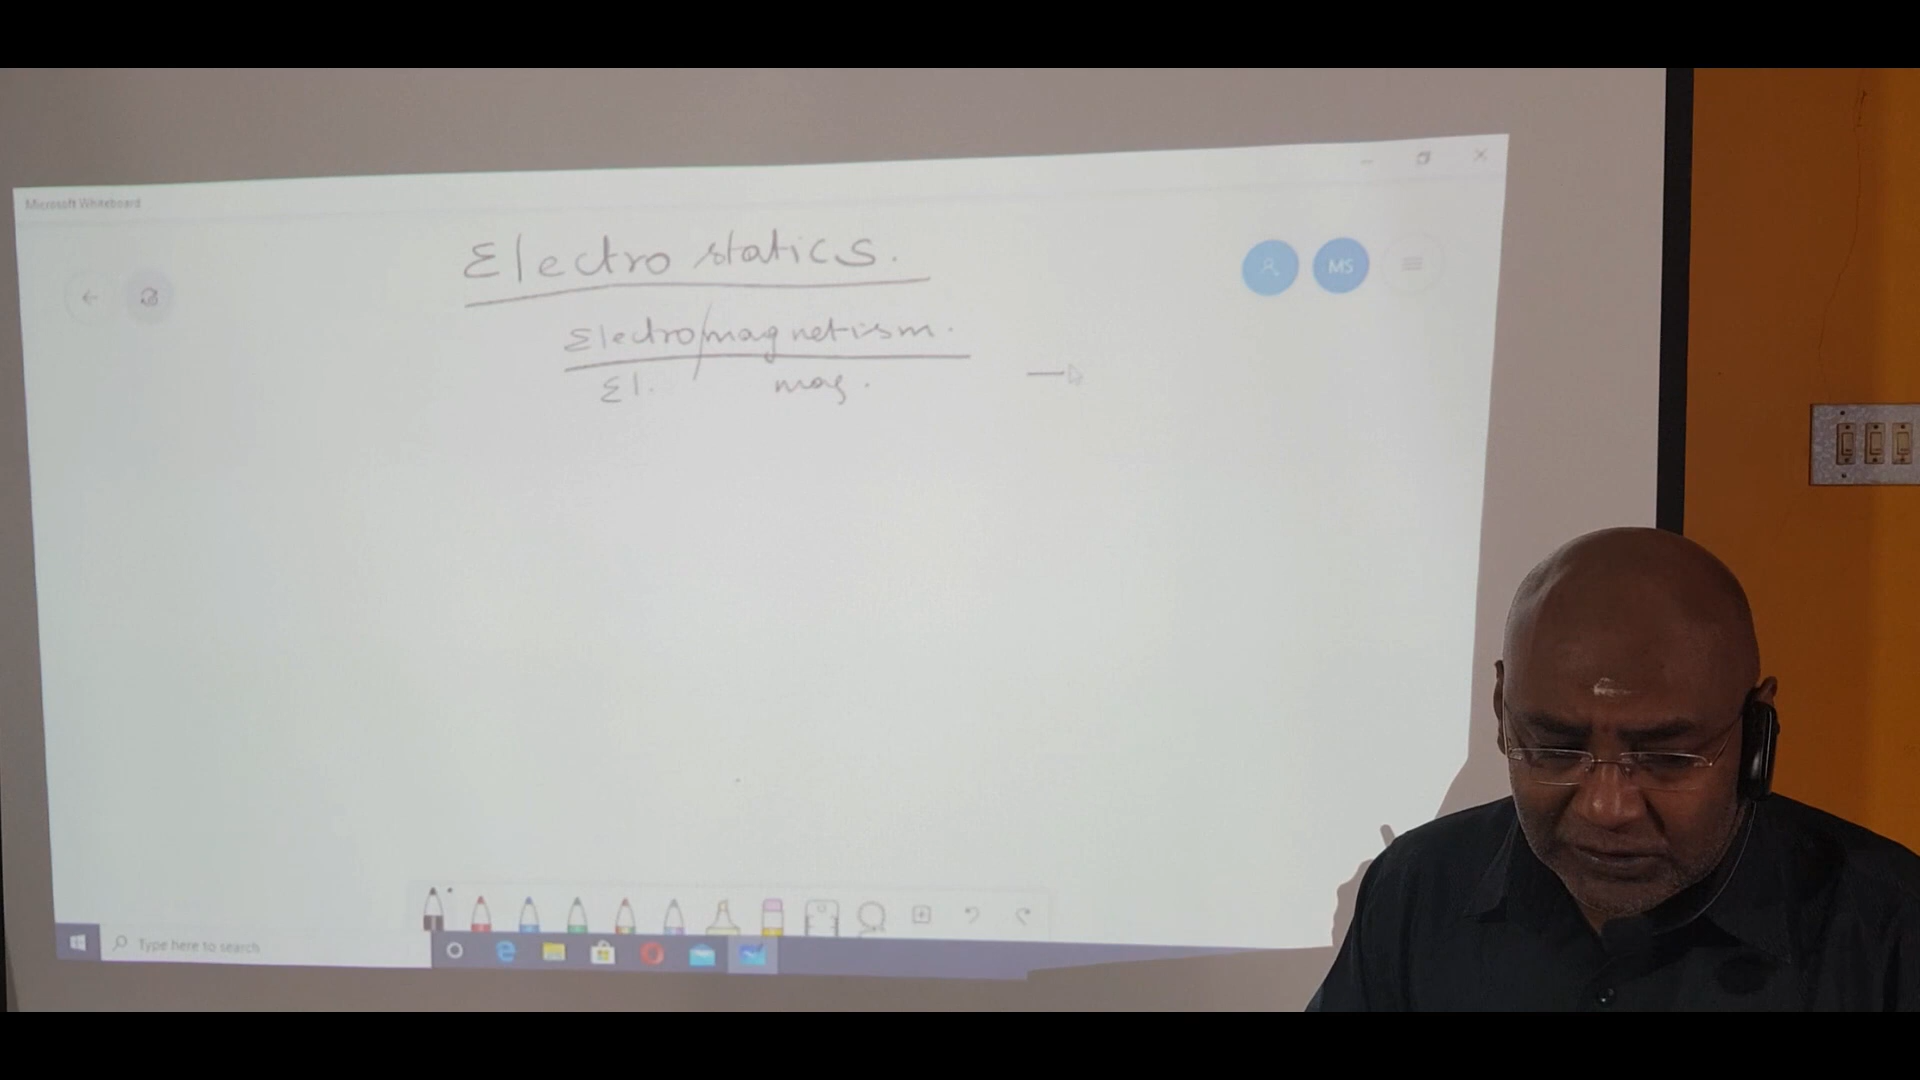 Microsoft Whiteboard
Electro statics.
MS
Electro/magnetism.
El. mag.
Type here to search